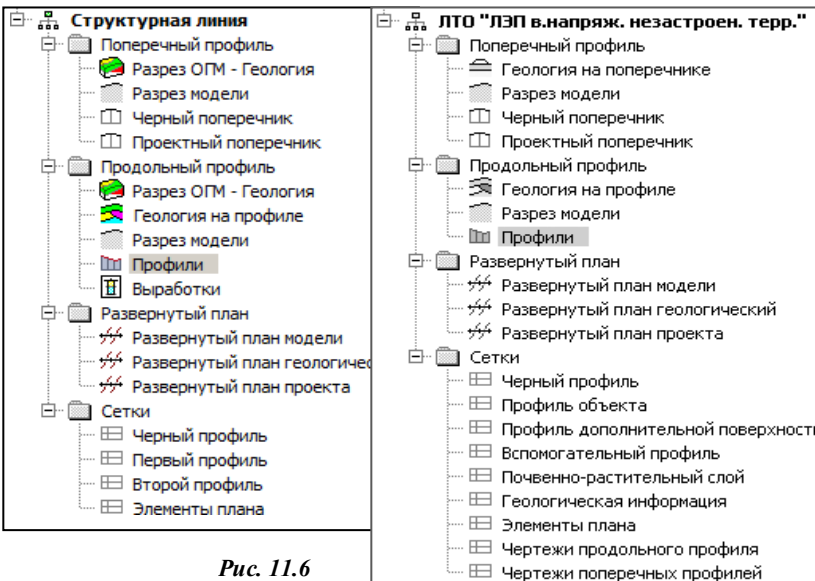 Структурная линия
Поперечный профиль
Разрез ОГМ - Геология
Разрез модели
Черный поперечник
Проектный поперечник
Продольный профиль
Разрез ОГМ - Геология
Геология на профиле
Разрез модели
Профили
Выработки
Развернутый план
Развернутый план модели
Развернутый план геологичес
Развернутый план проекта
Сетки
Черный профиль
Первый профиль
Второй профиль
Элементы плана
Рис. 11.6
ЛТО "ЛЭП в.напряж. незастроен. терр."
Поперечный профиль
Геология на поперечнике
Разрез модели
Черный поперечник
Проектный поперечник
Продольный профиль
Геология на профиле
Разрез модели
Профили
Развернутый план
Развернутый план модели
Развернутый план геологический
Развернутый план проекта
Сетки
Черный профиль
Профиль объекта
Профиль дополнительной поверхност
Вспомогательный профиль
Почвенно-растительный слой
Геологическая информация
Элементы плана
Чертежи продольного профиля
Чертежи поперечных профилей